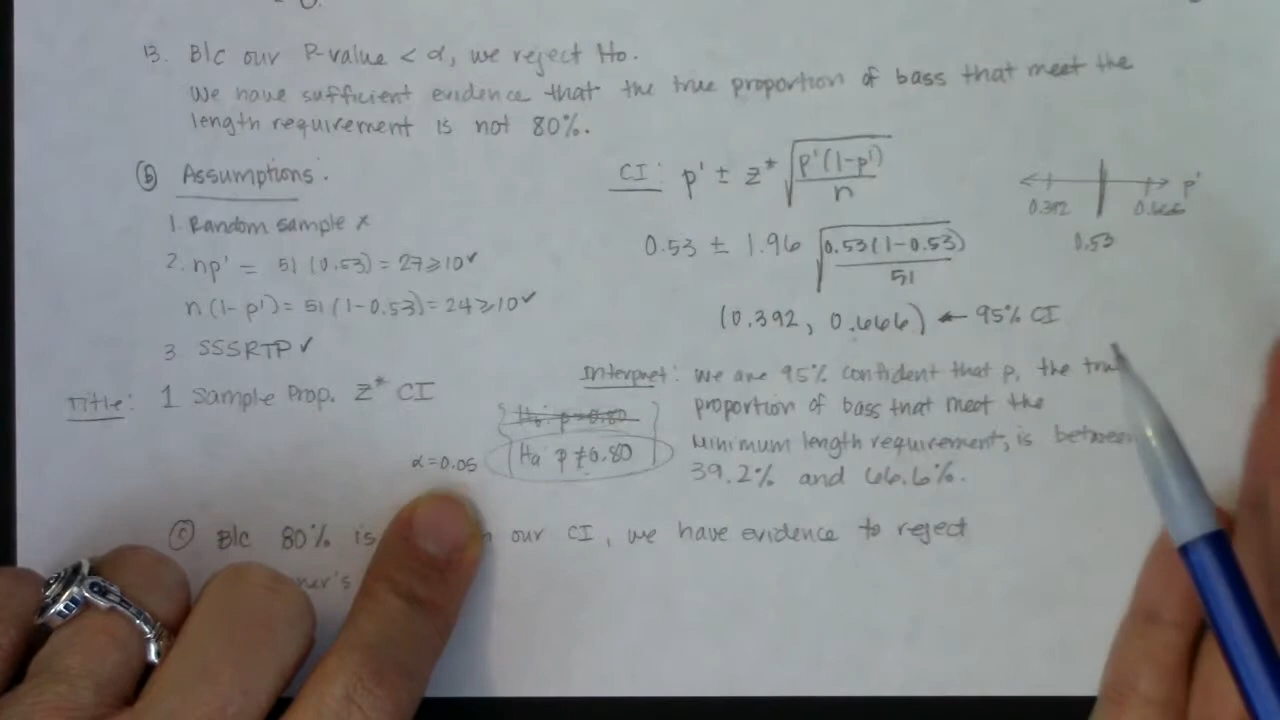 13. B/c our P-value < α, we reject Ho.
We have sufficient evidence that the true proportion of bass that meet the
length requirement is not 80%.
(b) Assumptions:
1. Random sample x
2. np' = 51 (0.53) = 27 ≥ 10 ✓
n(1-p') = 51 (1-0.53) = 24 ≥ 10 ✓
3 SSSRTP ✓
Title: 1 Sample Prop. Z* CI
CI: p' ± z* √(p'(1-p')/n)
0.53 ± 1.96 √(0.53(1-0.53)/51)
(0.392, 0.666) ← 95% CI
p'
0.392 0.666
0.53
Interpret: We are 95% confident that p, the
proportion of bass that meet the
minimum length requirement, is between
39.2% and 66.6%.
Ho: p = 0.80
Ha: p ≠ 0.80
α = 0.05
(c) B/c 80% is our CI, we have evidence to reject